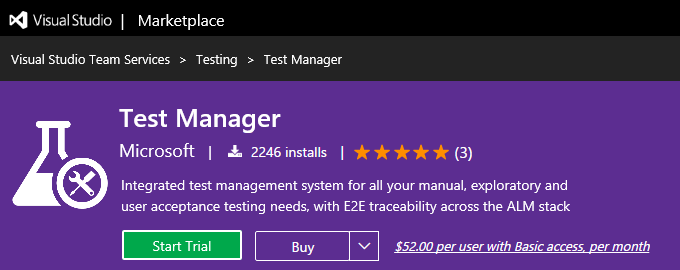 Visual Studio | Marketplace
Visual Studio Team Services > Testing > Test Manager
Test Manager
Microsoft | 2246 installs | (3)
Integrated test management system for all your manual, exploratory and
user acceptance testing needs, with E2E traceability across the ALM stack
Start Trial Buy $52.00 per user with Basic access, per month